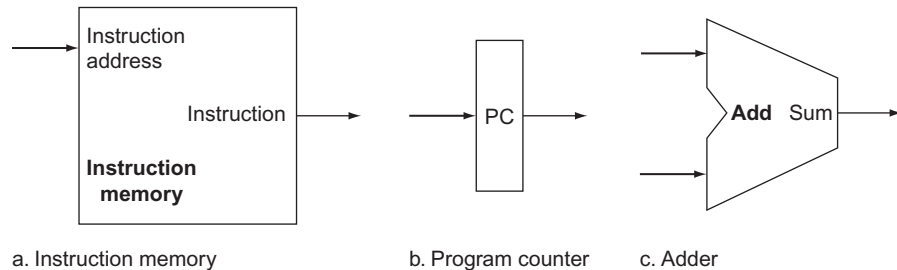 Instruction
address
Instruction
Instruction
memory
PC
Add Sum
a. Instruction memory
b. Program counter
c. Adder